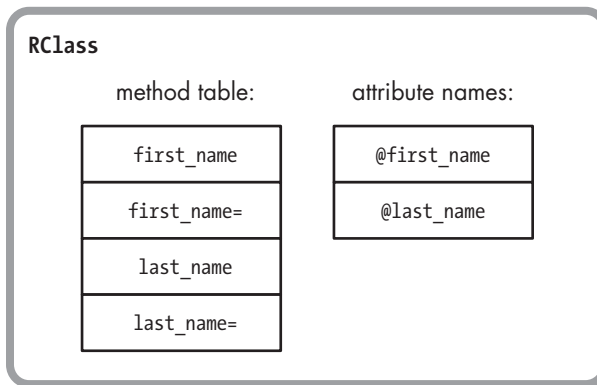 RClass
method table:
attribute names:
first_name
@first_name
first_name=
@last_name
last_name
last_name=